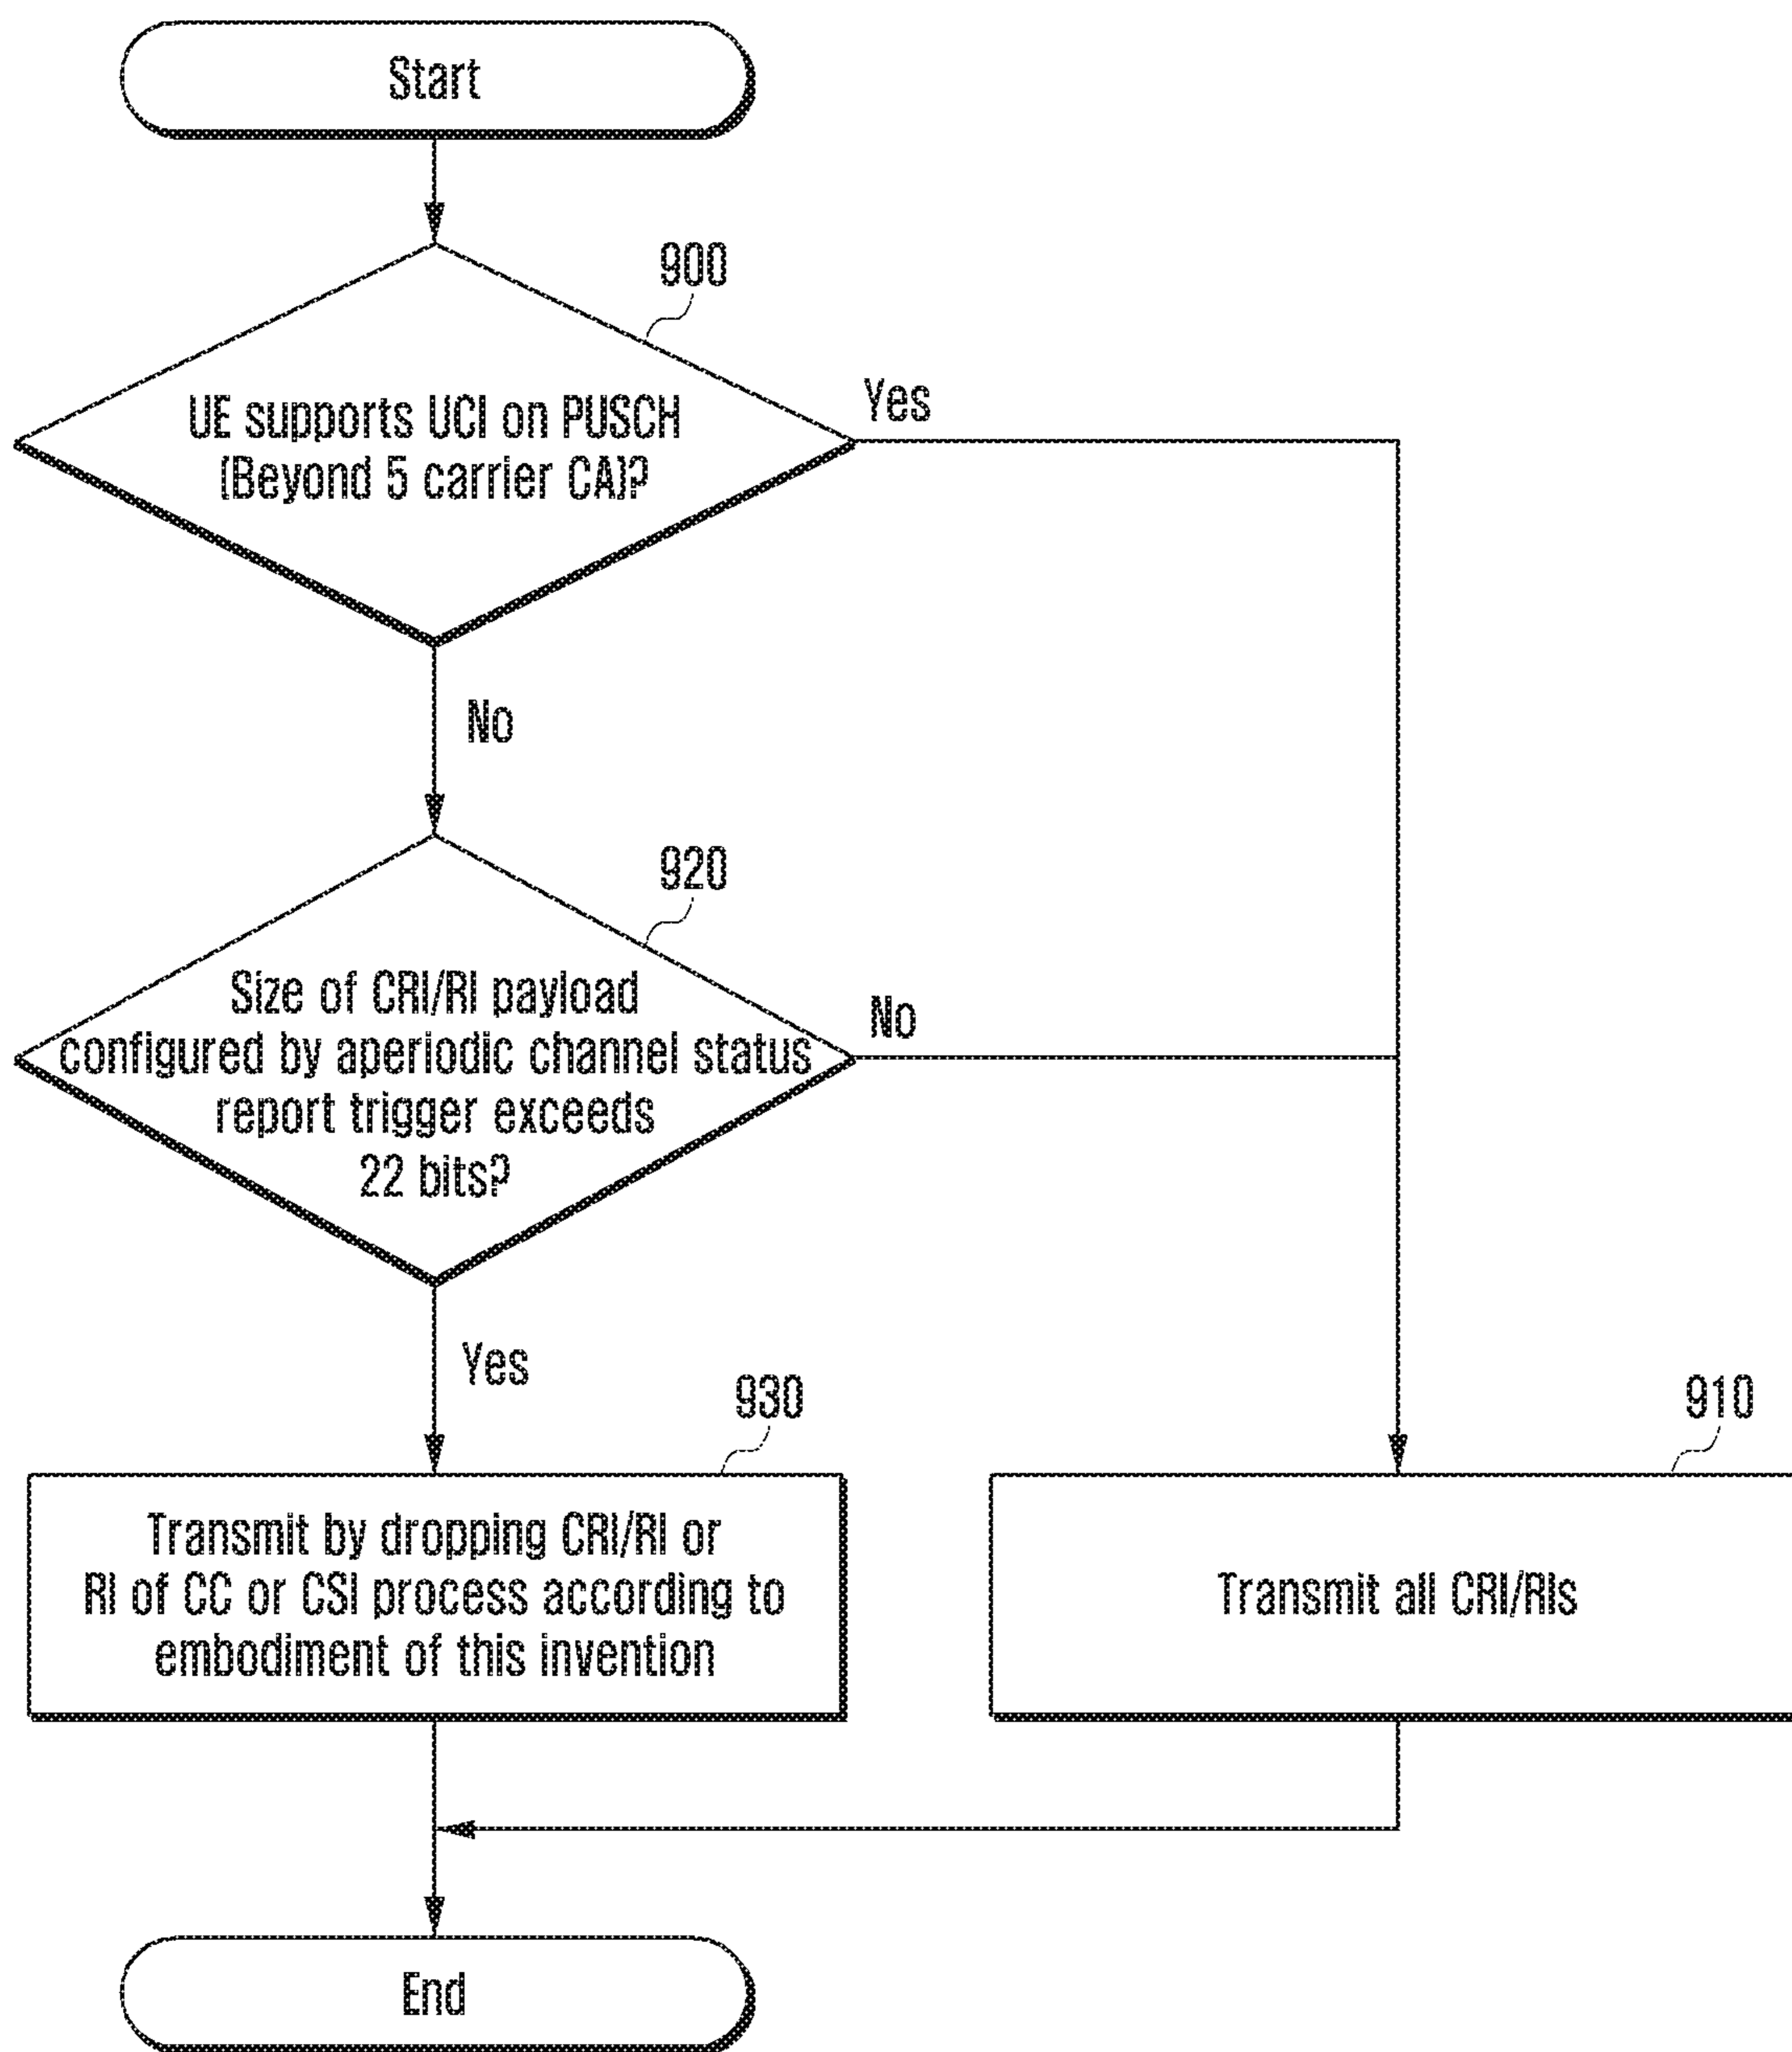 Start
900
UE supports UCI on PUSCH
(Beyond 5 carrier CA)?
Yes
No
920
Size of CRI/RI payload
configured by aperiodic channel status
report trigger exceeds
22 bits?
No
Yes
930
910
Transmit by dropping CRI/RI or
RI of CC or CSI process according to
embodiment of this invention
Transmit all CRI/RIs
End